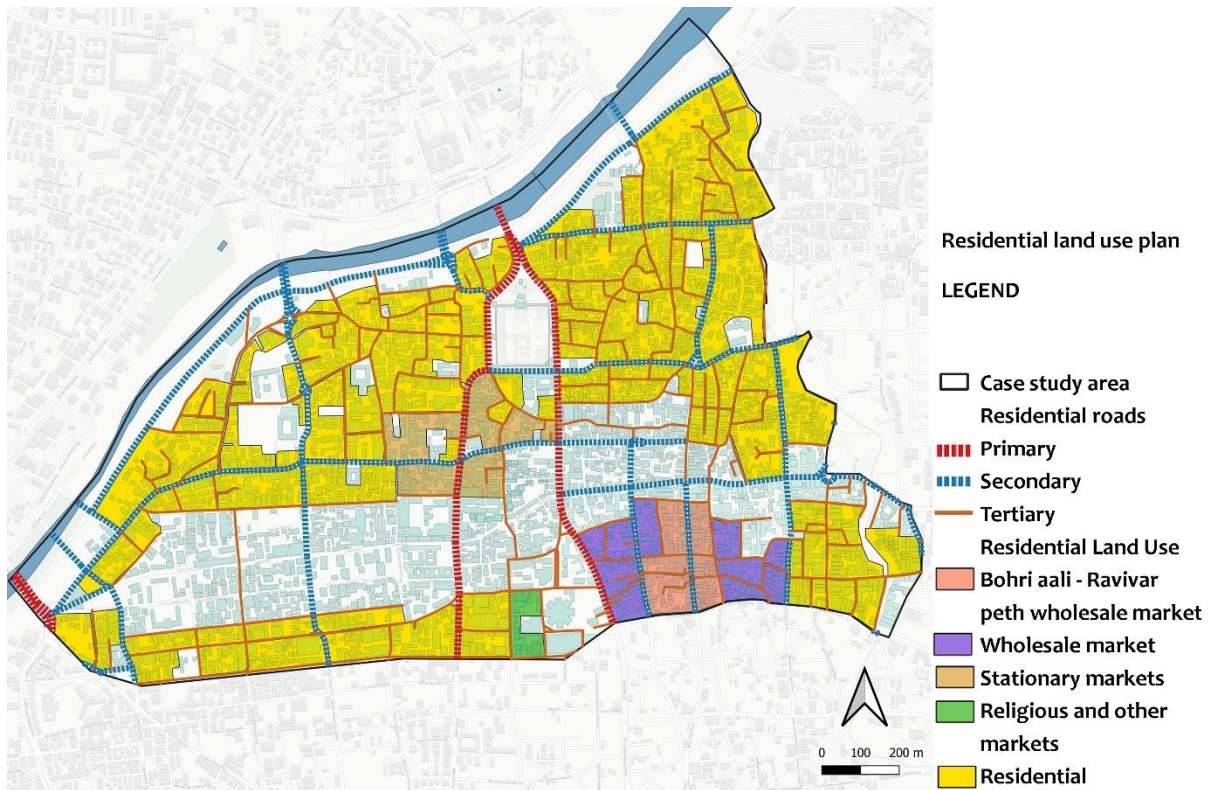 Residential land use plan
LEGEND
Case study area
Residential roads
Primary
Secondary
Tertiary
Residential Land Use
Bohri aali - Ravivar
peth wholesale market
Wholesale market
Stationary markets
Religious and other
markets
Residential
0 100 200 m